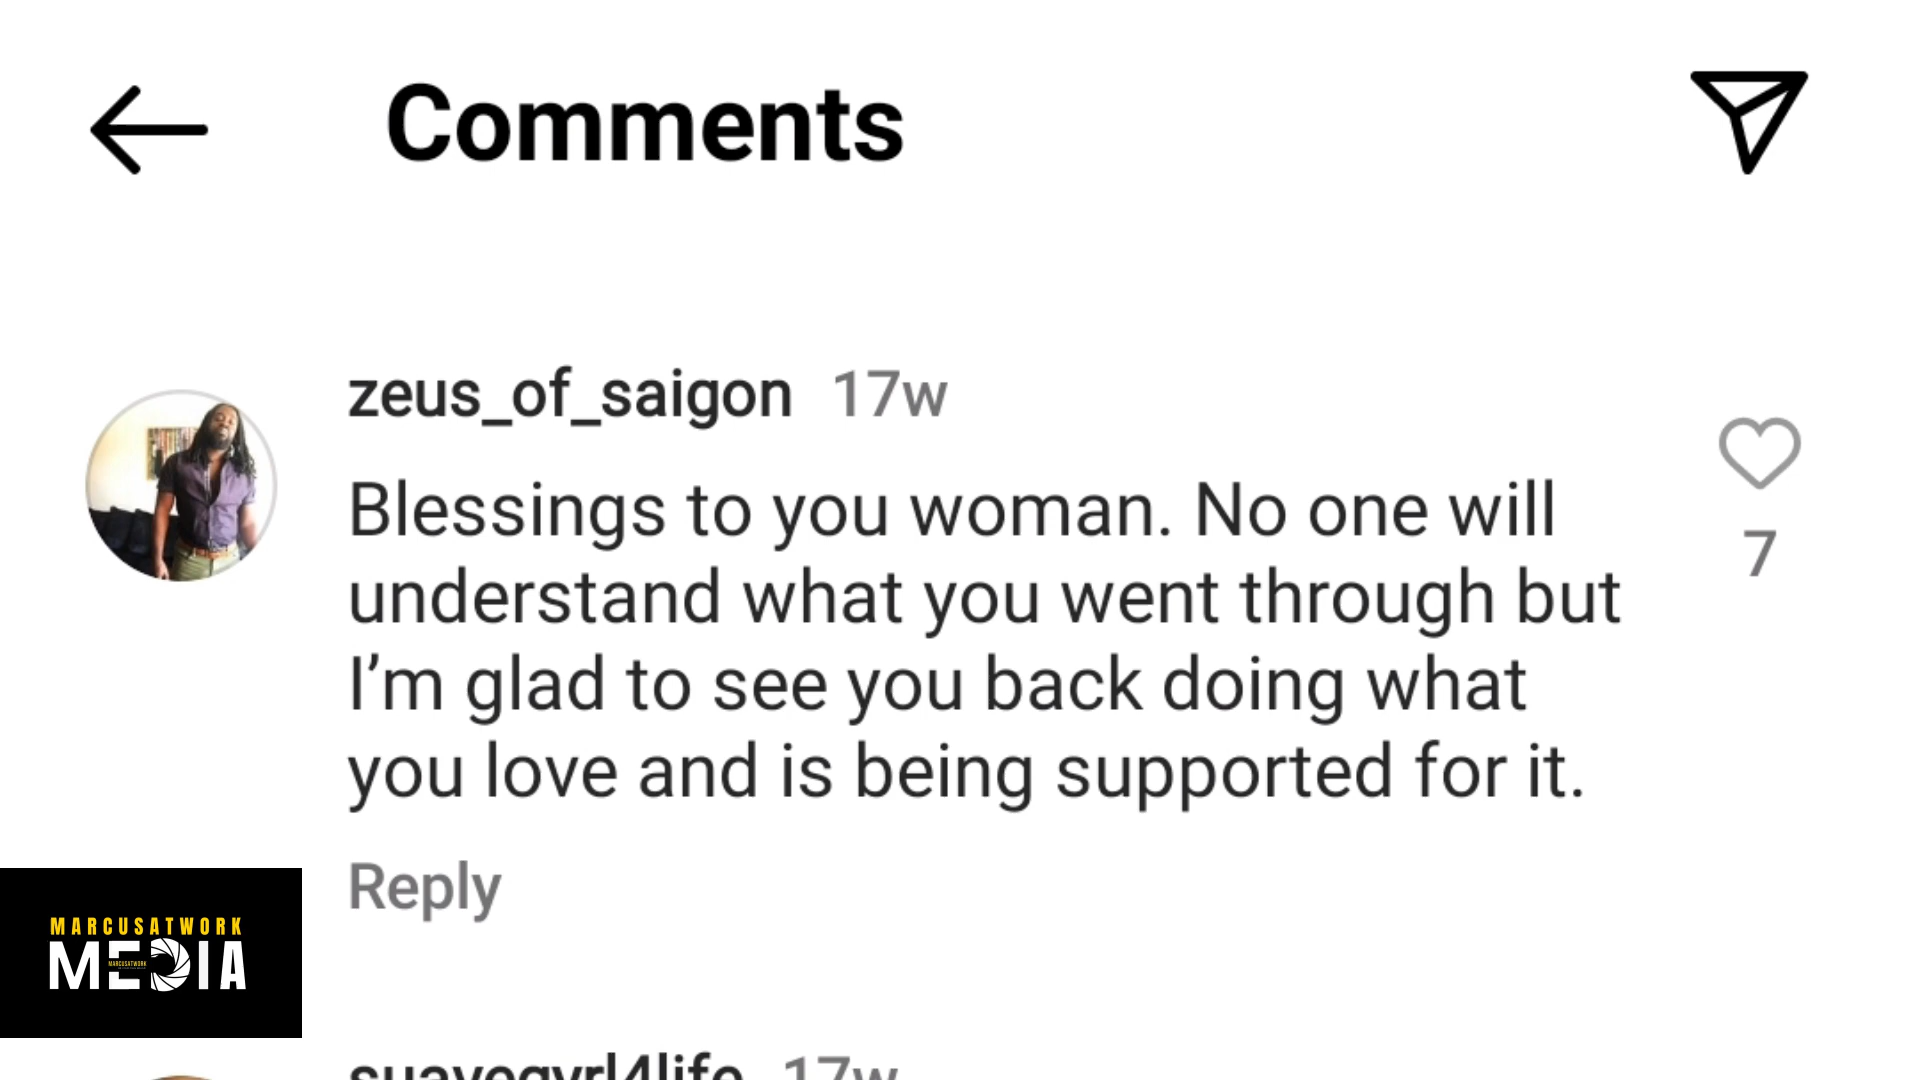 Comments
zeus_of_saigon 17w
Blessings to you woman. No one will
understand what you went through but
I’m glad to see you back doing what
you love and is being supported for it.
7
Reply
MARCUSATWORK
MEDIA
suavegyrl4life 17w